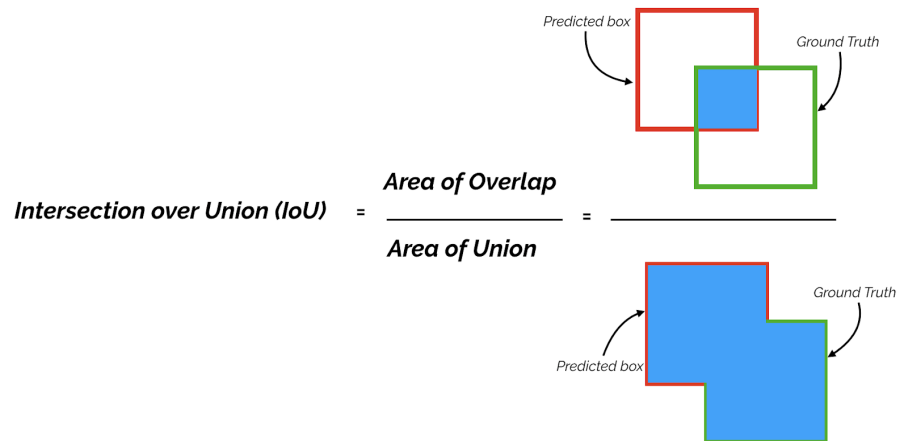 Predicted box
Ground Truth
Area of Overlap
Intersection over Union (IoU) = =
Area of Union
Ground Truth
Predicted box